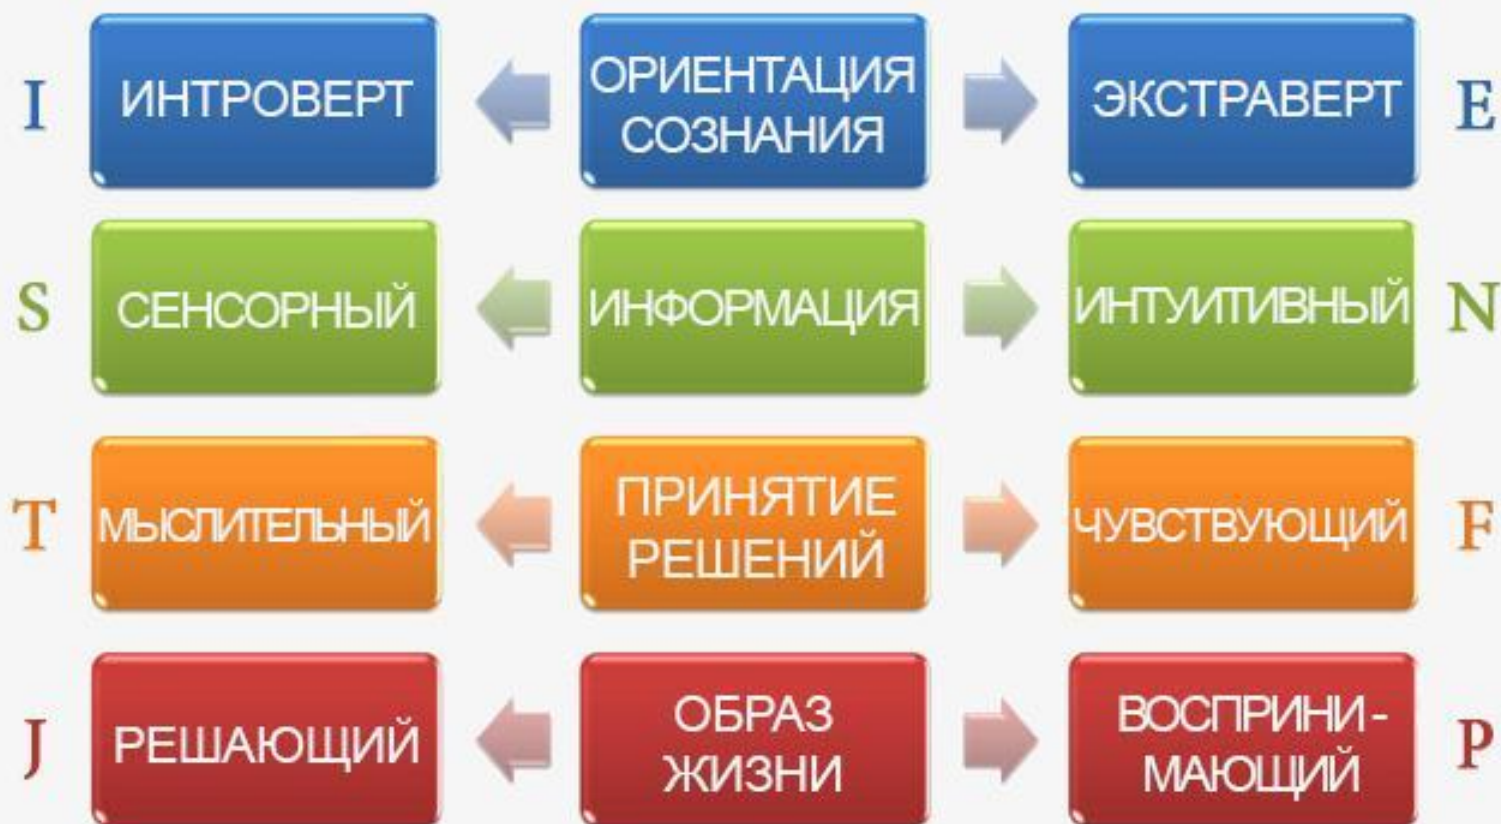 I
ИНТРОВЕРТ
ОРИЕНТАЦИЯ
СОЗНАНИЯ
ЭКСТРАВЕРТ
E
S
СЕНСОРНЫЙ
ИНФОРМАЦИЯ
ИНТУИТИВНЫЙ
N
T
МЫСЛИТЕЛЬНЫЙ
ПРИНЯТИЕ
РЕШЕНИЙ
ЧУВСТВУЮЩИЙ
F
J
РЕШАЮЩИЙ
ОБРАЗ
ЖИЗНИ
ВОСПРИНИ-
МАЮЩИЙ
P